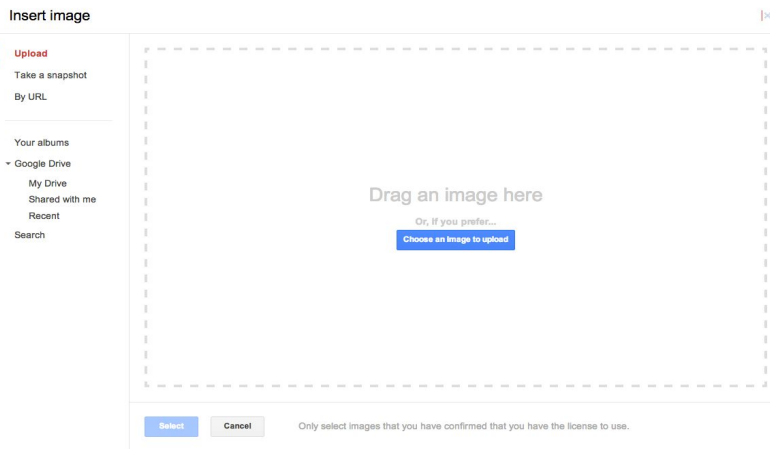 Insert image
Upload
Take a snapshot
By URL
Your albums
Google Drive
My Drive
Shared with me
Recent
Search
Drag an image here
Or, if you prefer...
Choose an image to upload
Select
Cancel
Only select images that you have confirmed that you have the license to use.